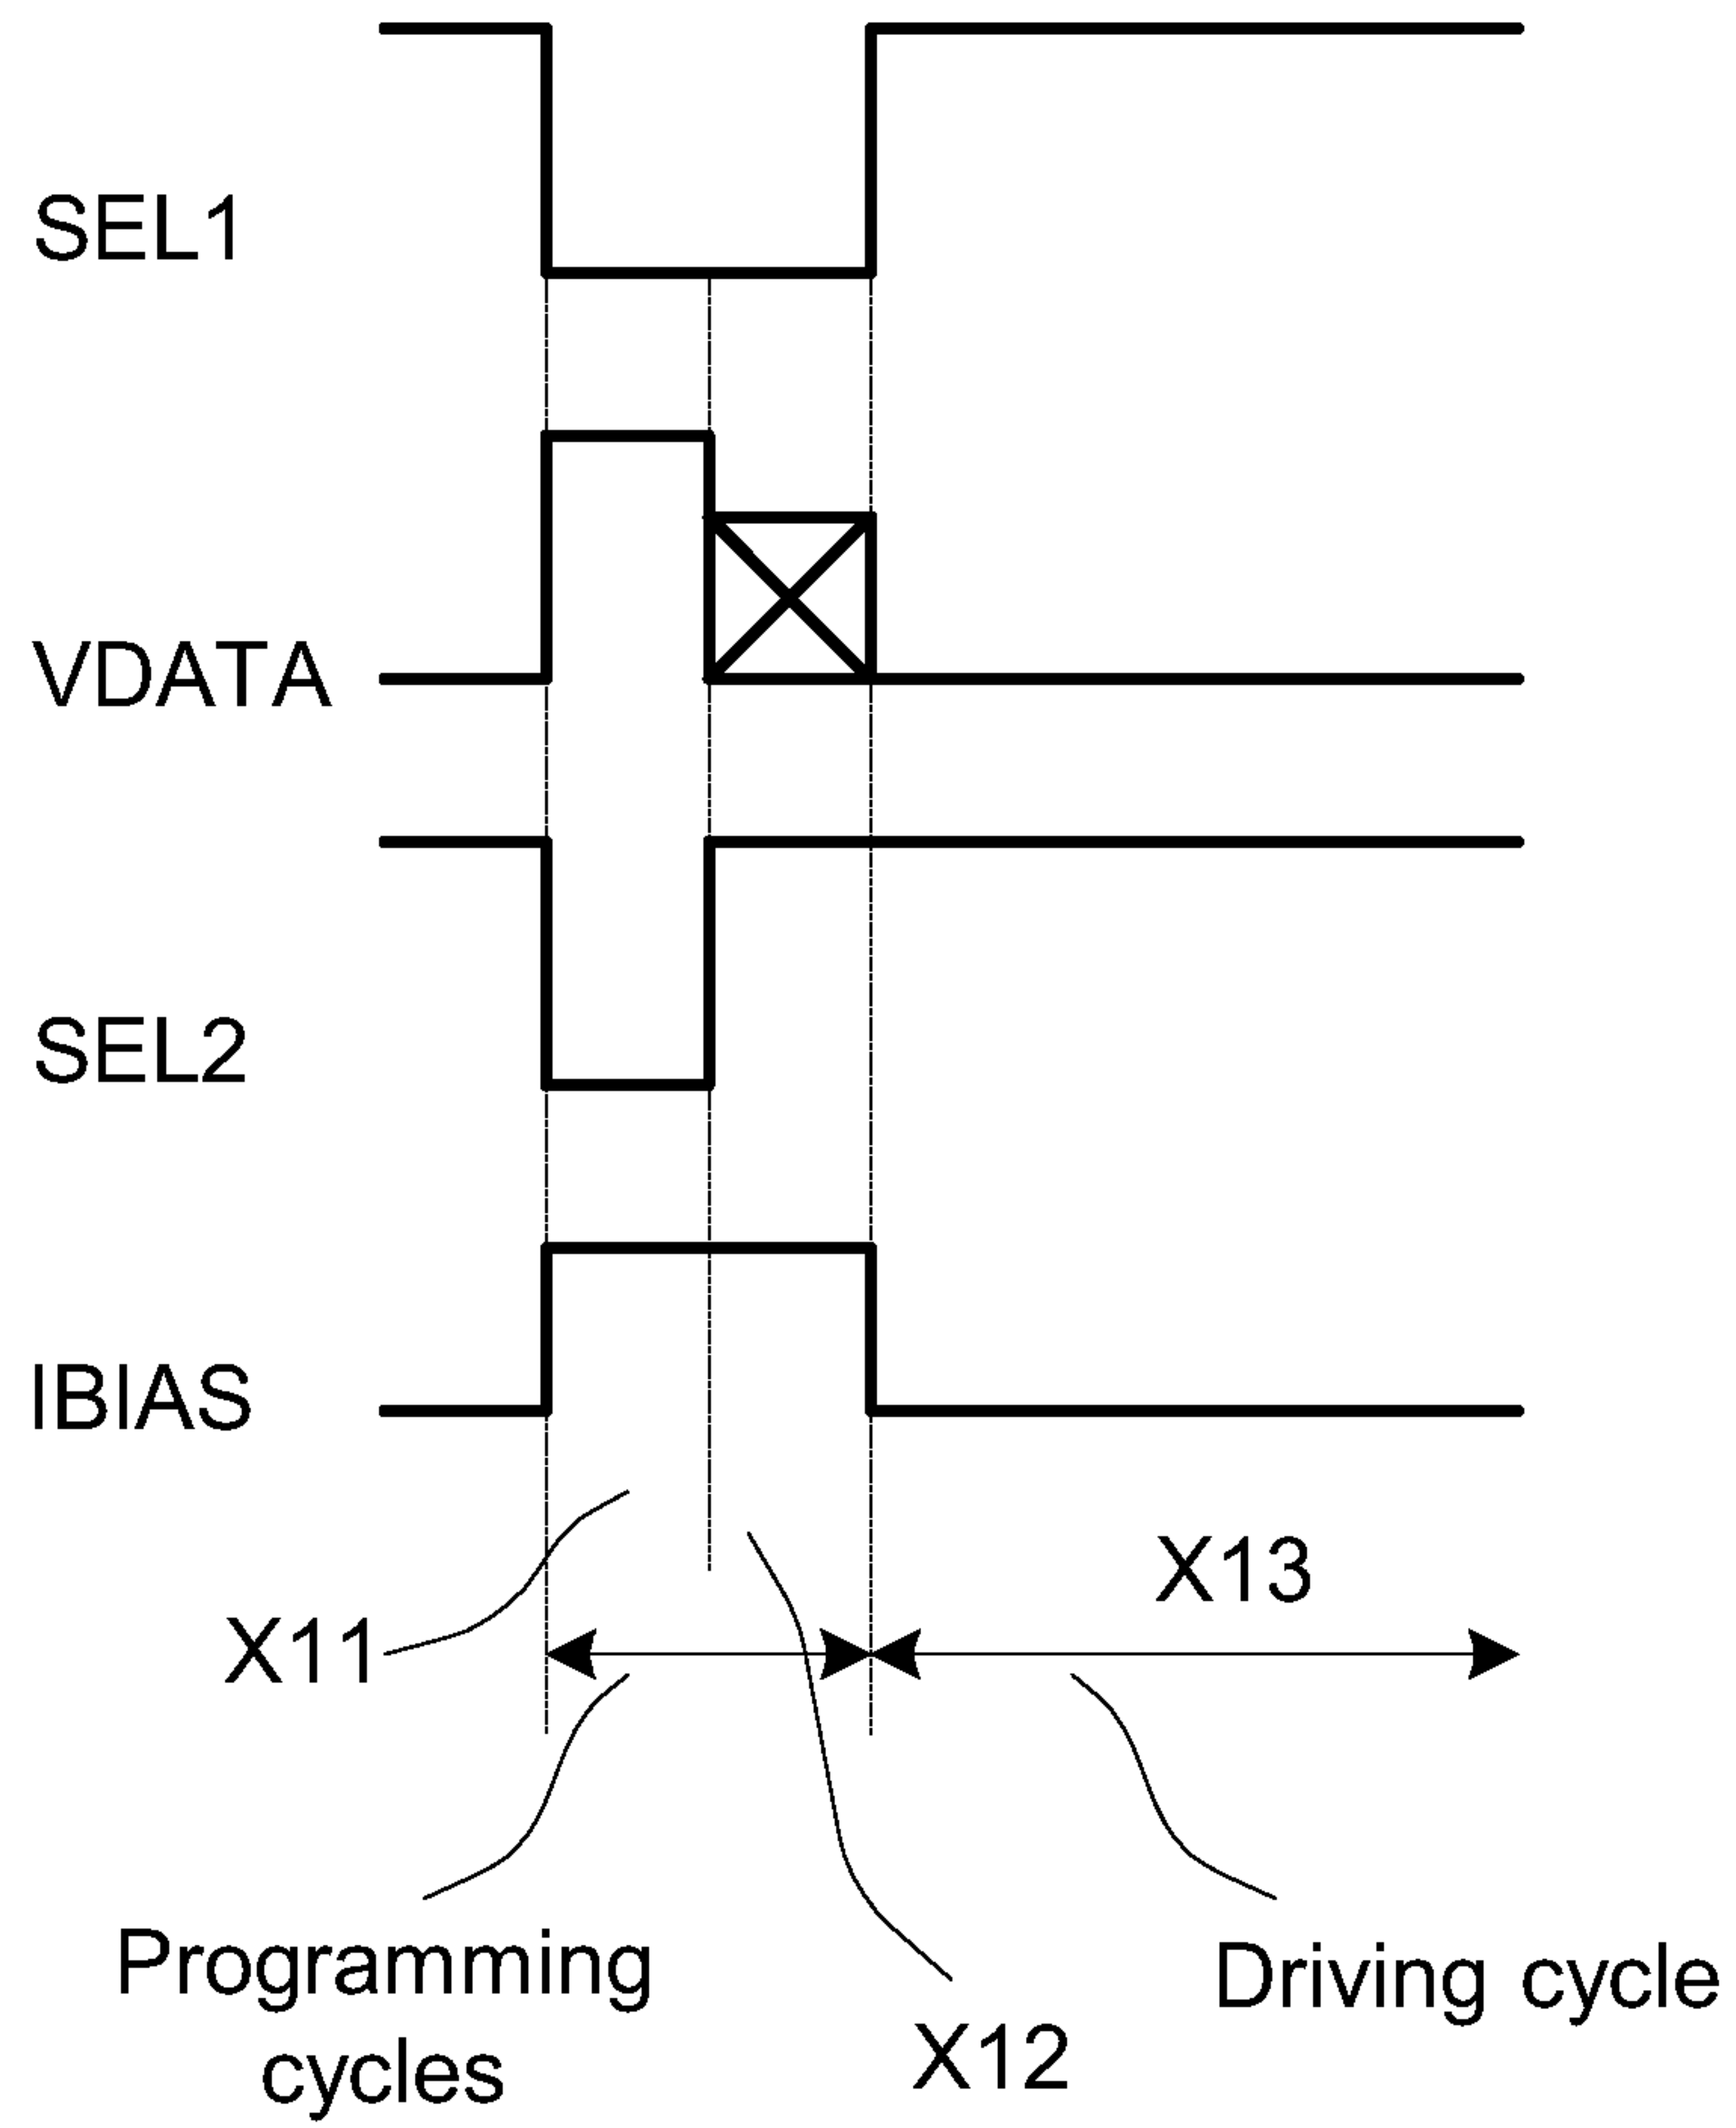 SEL1
VDATA
SEL2
IBIAS
X13
X11
Programming
cycles
Driving cycle
X12